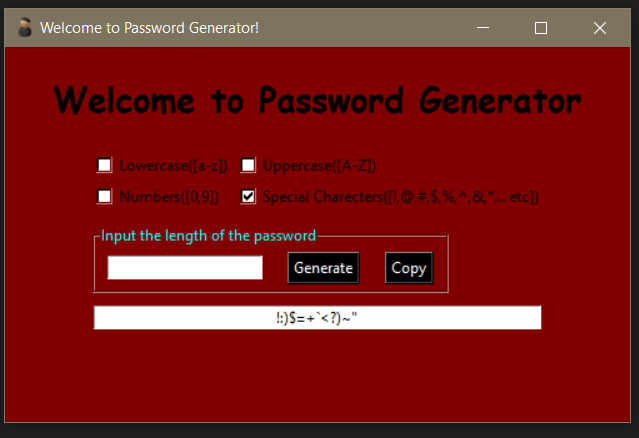 Welcome to Password Generator!
Welcome to Password Generator
Lowercase([a-z]) Uppercase([A-Z])
Numbers([0,9]) Special Charecters([!,@,#,$,%,^,&,*... etc])
Input the length of the password
Generate Copy
!:)$=+`<?)~"